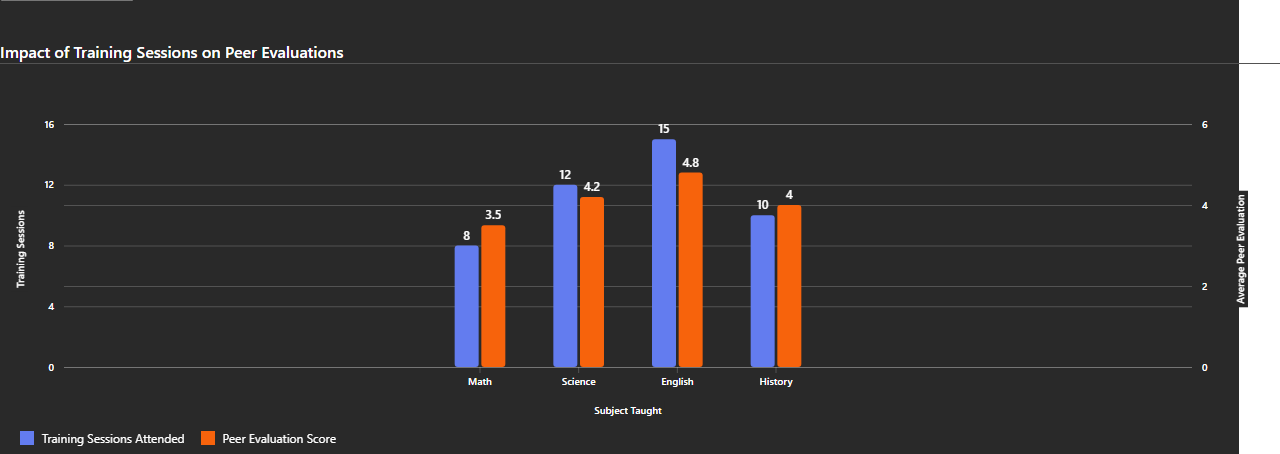 Impact of Training Sessions on Peer Evaluations
16
12
8
4
0
Training Sessions
6
4
2
0
Average Peer Evaluation
8
3.5
12
4.2
15
4.8
10
4
Math
Science
English
History
Subject Taught
Training Sessions Attended
Peer Evaluation Score